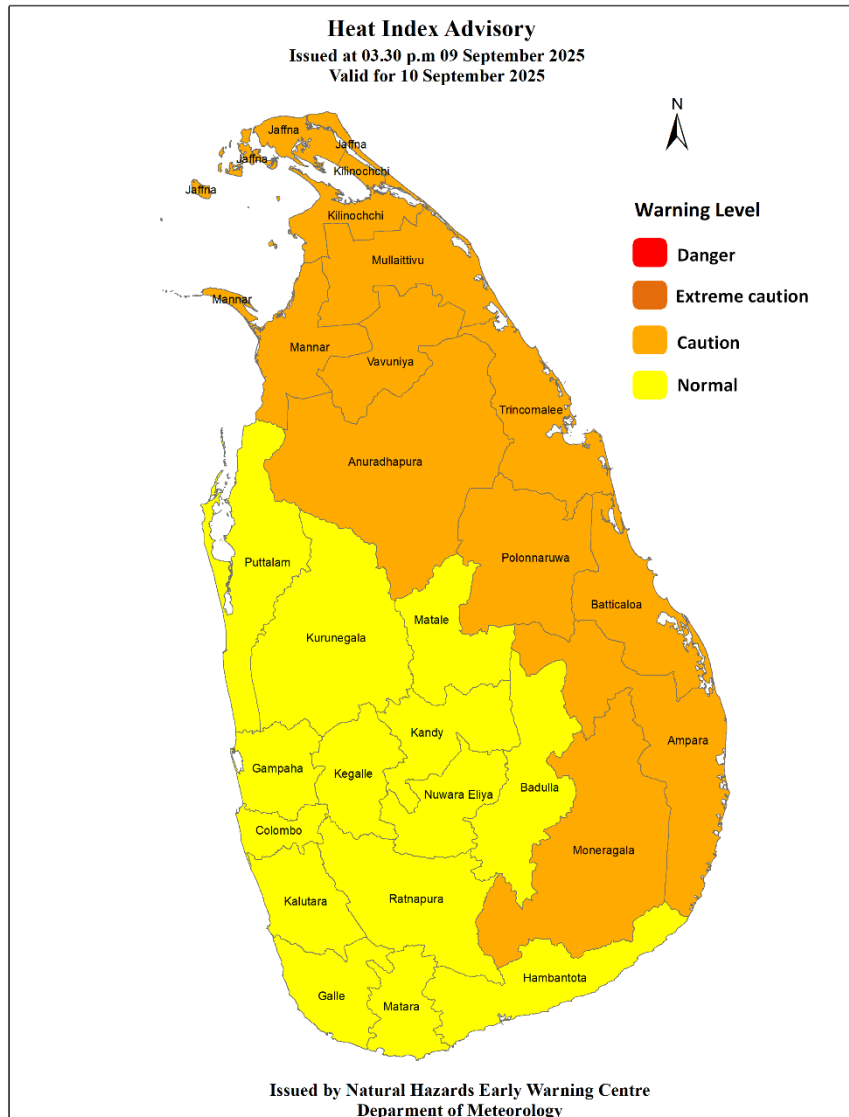 Heat Index Advisory
Issued at 03.30 p.m 09 September 2025
Valid for 10 September 2025
N
Jaffna
Jaffna
Jaffna
Kilinochchi
Jaffna
Kilinochchi
Warning Level
Danger
Mullaittivu
Extreme caution
Mannar
Caution
Mannar
Vavuniya
Normal
Trincomalee
Anuradhapura
Puttalam
Polonnaruwa
Batticaloa
Matale
Kurunegala
Kandy
Ampara
Gampaha
Kegalle
Badulla
Nuwara Eliya
Colombo
Moneragala
Kalutara
Ratnapura
Hambantota
Galle
Matara
Issued by Natural Hazards Early Warning Centre
Deparment of Meteorology